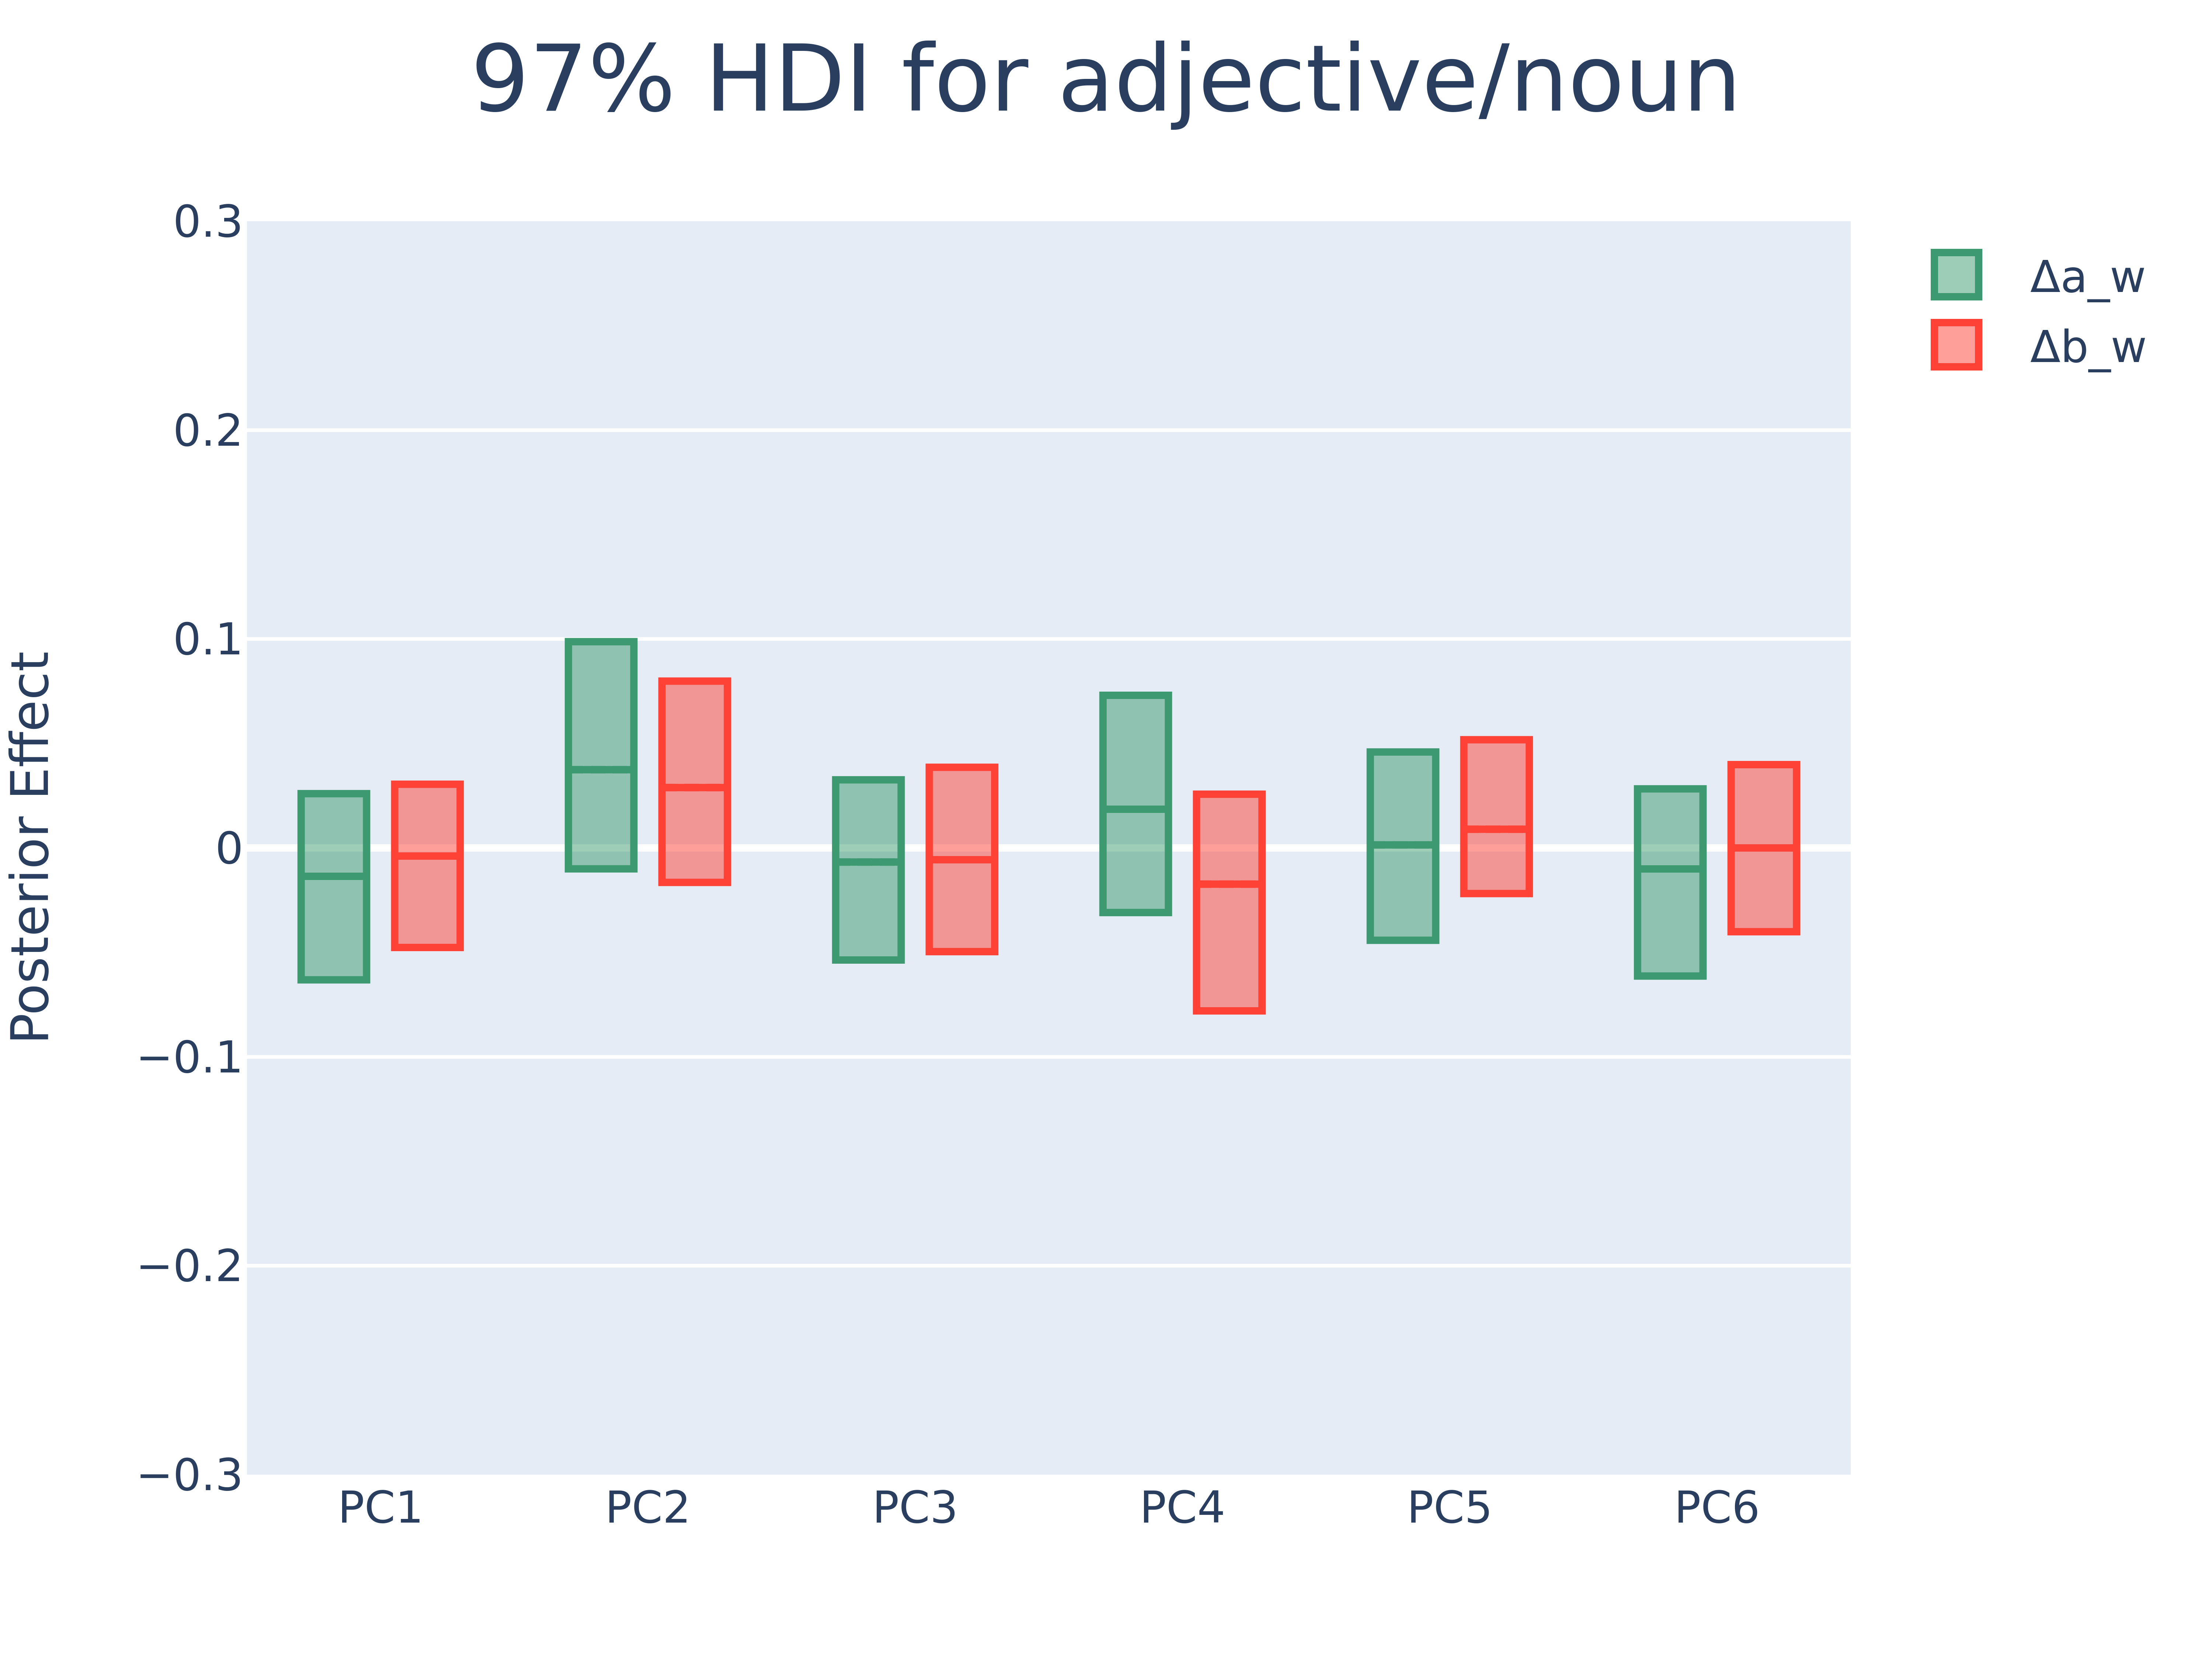 97% HDI for adjective/noun
Δa_w
Δb_w
Posterior Effect
0.3
0.2
0.1
0
−0.1
−0.2
−0.3
PC1 PC2 PC3 PC4 PC5 PC6